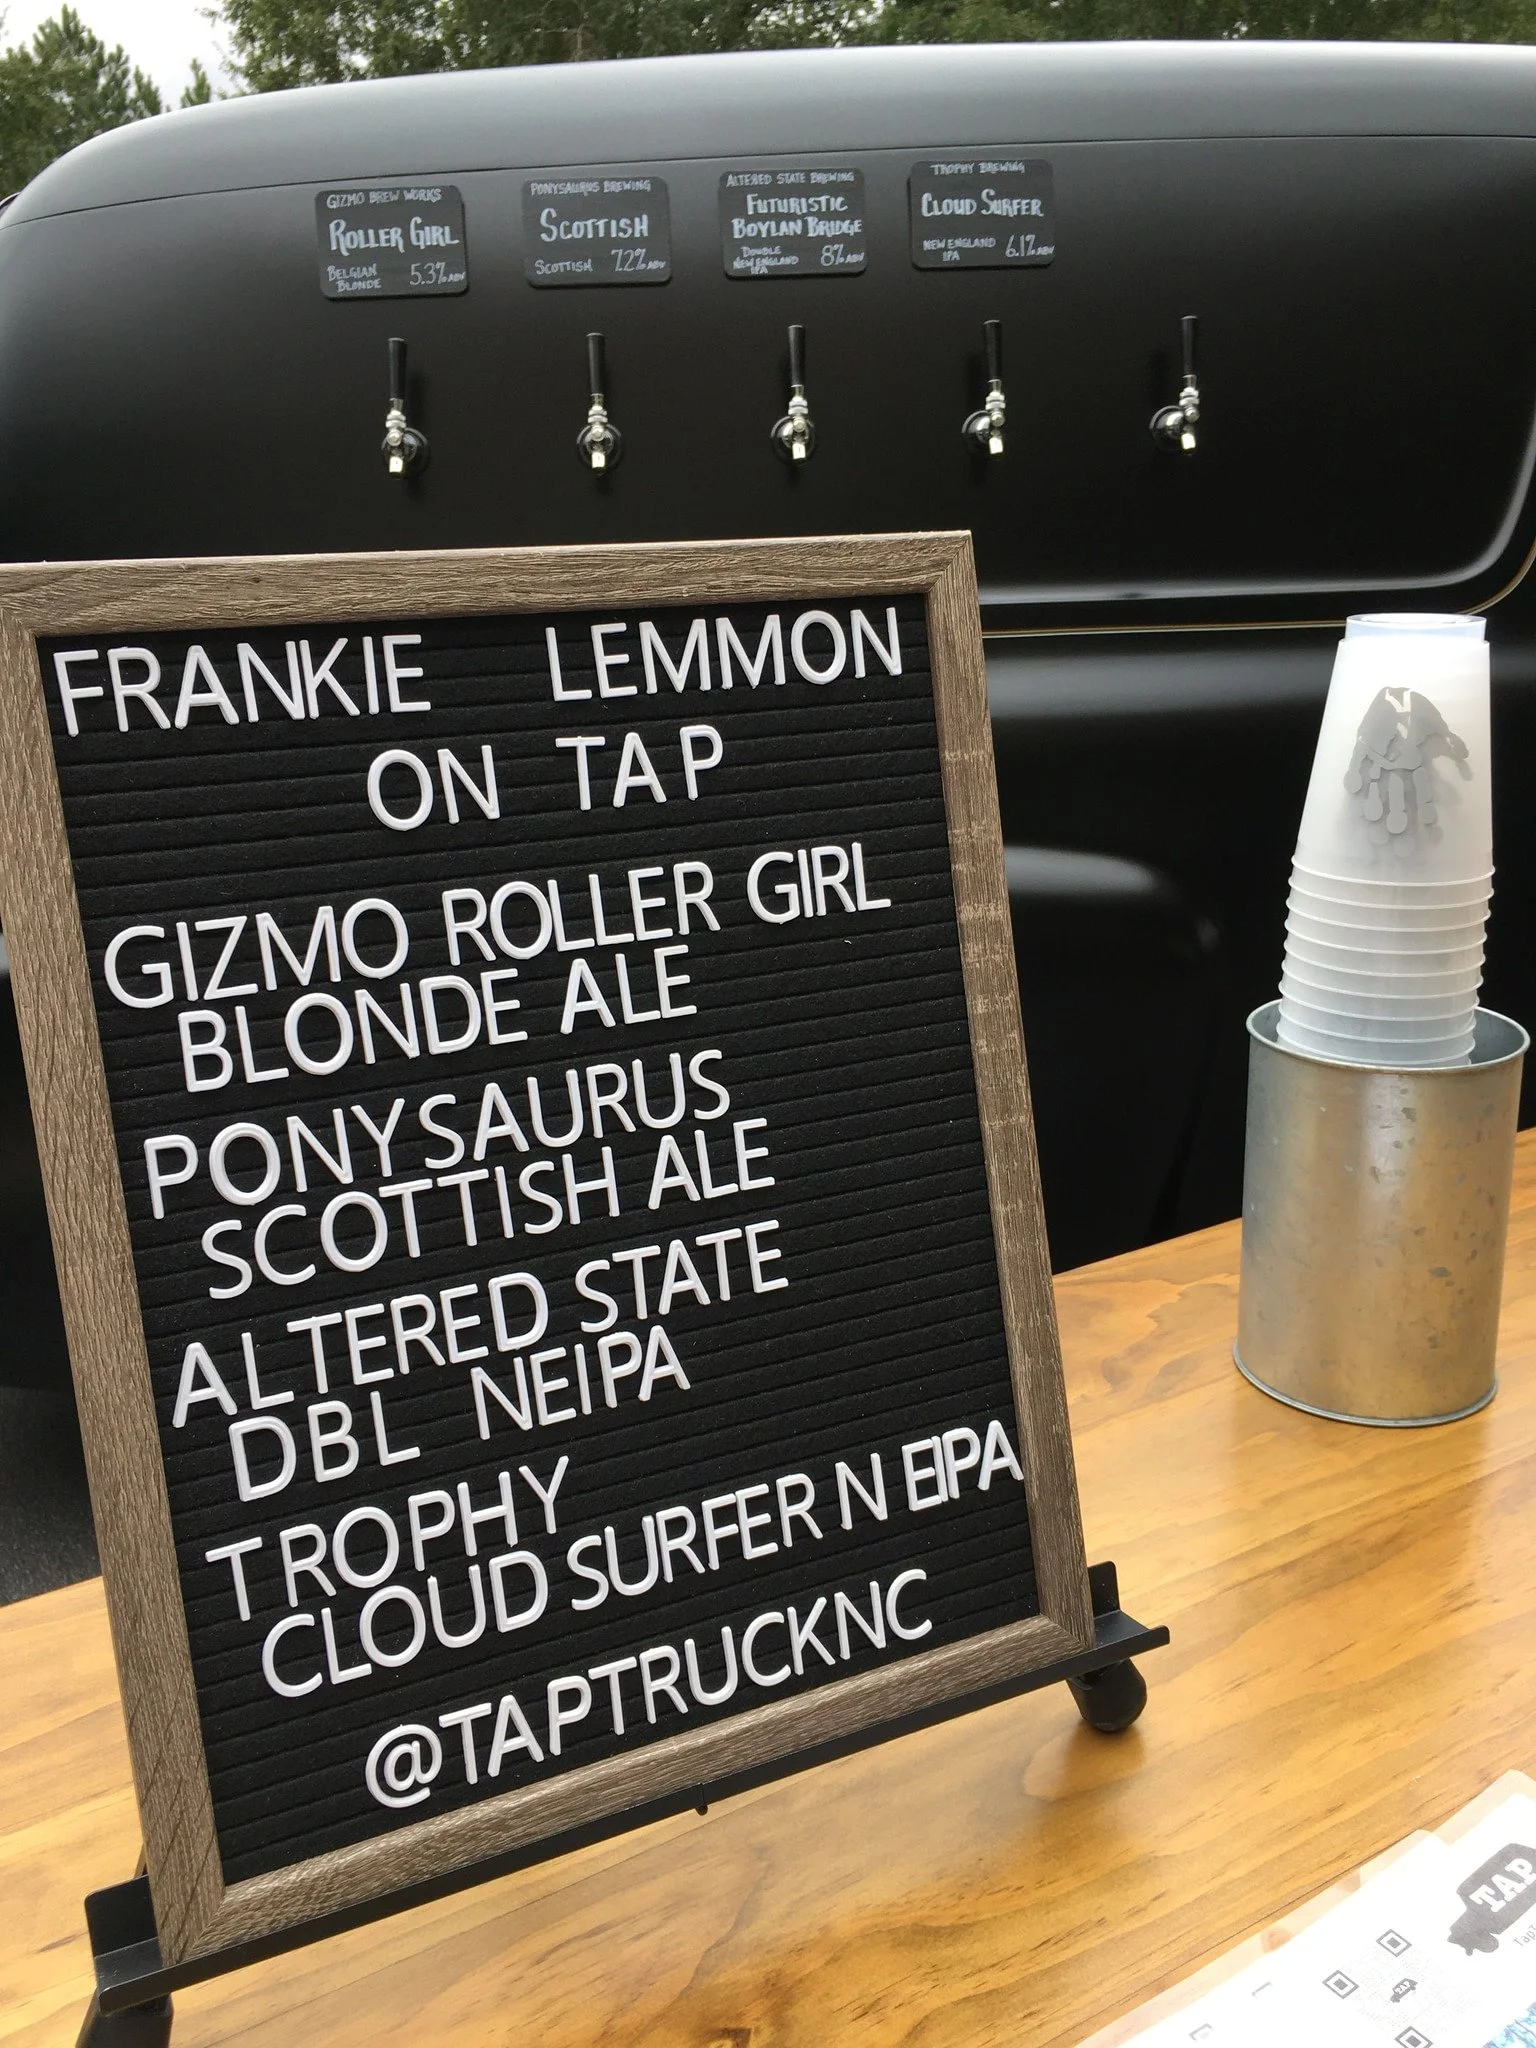 GIZMO BREW WORKS
ROLLER GIRL
BELGIAN
BLONDE
5.3% ABV
PONYSAURUS BREWING
SCOTTISH
SCOTTISH 7.2% ABV
ALTERED STATE BREWING
FUTURISTIC
BOYLAN BRIDGE
DOUBLE
NEW ENGLAND
IPA
8% ABV
TROPHY BREWING
CLOUD SURFER
NEW ENGLAND
IPA
6.1% ABV
FRANKIE LEMMON
ON TAP
GIZMO ROLLER GIRL
BLONDE ALE
PONYSAURUS
SCOTTISH ALE
ALTERED STATE
DBL NEIPA
TROPHY
CLOUD SURFER N EIPA
@TAPTRUCKNC
TAP
TAP